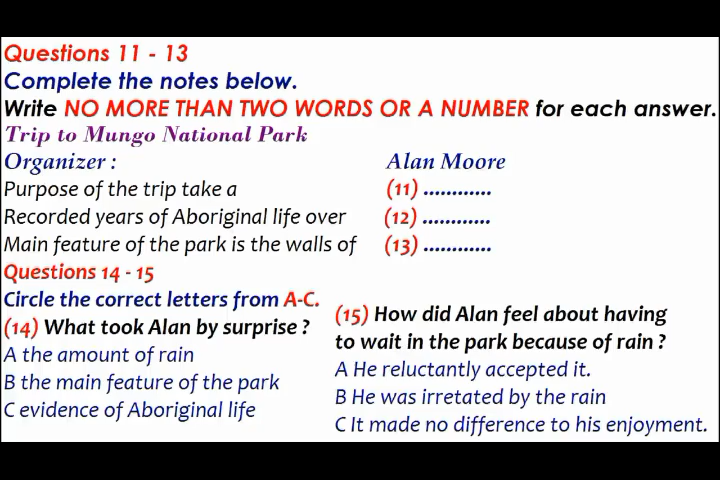 Questions 11 - 13
Complete the notes below.
Write NO MORE THAN TWO WORDS OR A NUMBER for each answer.
Trip to Mungo National Park
Organizer : Alan Moore
Purpose of the trip take a (11) ............
Recorded years of Aboriginal life over (12) ............
Main feature of the park is the walls of (13) ............
Questions 14 - 15
Circle the correct letters from A-C.
(14) What took Alan by surprise ?
A the amount of rain
B the main feature of the park
C evidence of Aboriginal life
(15) How did Alan feel about having
to wait in the park because of rain ?
A He reluctantly accepted it.
B He was irretated by the rain
C It made no difference to his enjoyment.